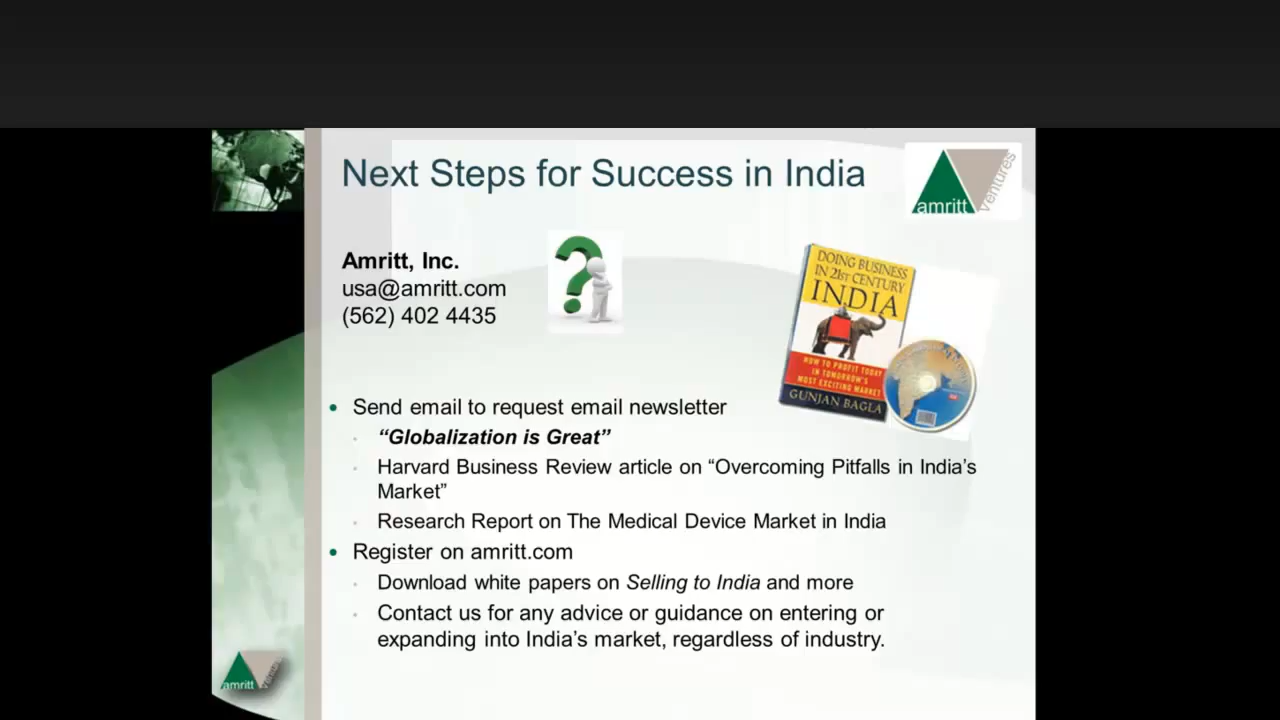 Next Steps for Success in India
amritt
ventures
Amritt, Inc.
usa@amritt.com
(562) 402 4435
DOING BUSINESS
IN 21ST CENTURY
INDIA
HOW TO PROFIT TODAY
IN TOMORROW'S
MOST EXCITING MARKET
GUNJAN BAGLA
• Send email to request email newsletter
“Globalization is Great”
Harvard Business Review article on “Overcoming Pitfalls in India’s
Market”
Research Report on The Medical Device Market in India
• Register on amritt.com
Download white papers on Selling to India and more
Contact us for any advice or guidance on entering or
expanding into India’s market, regardless of industry.
amritt